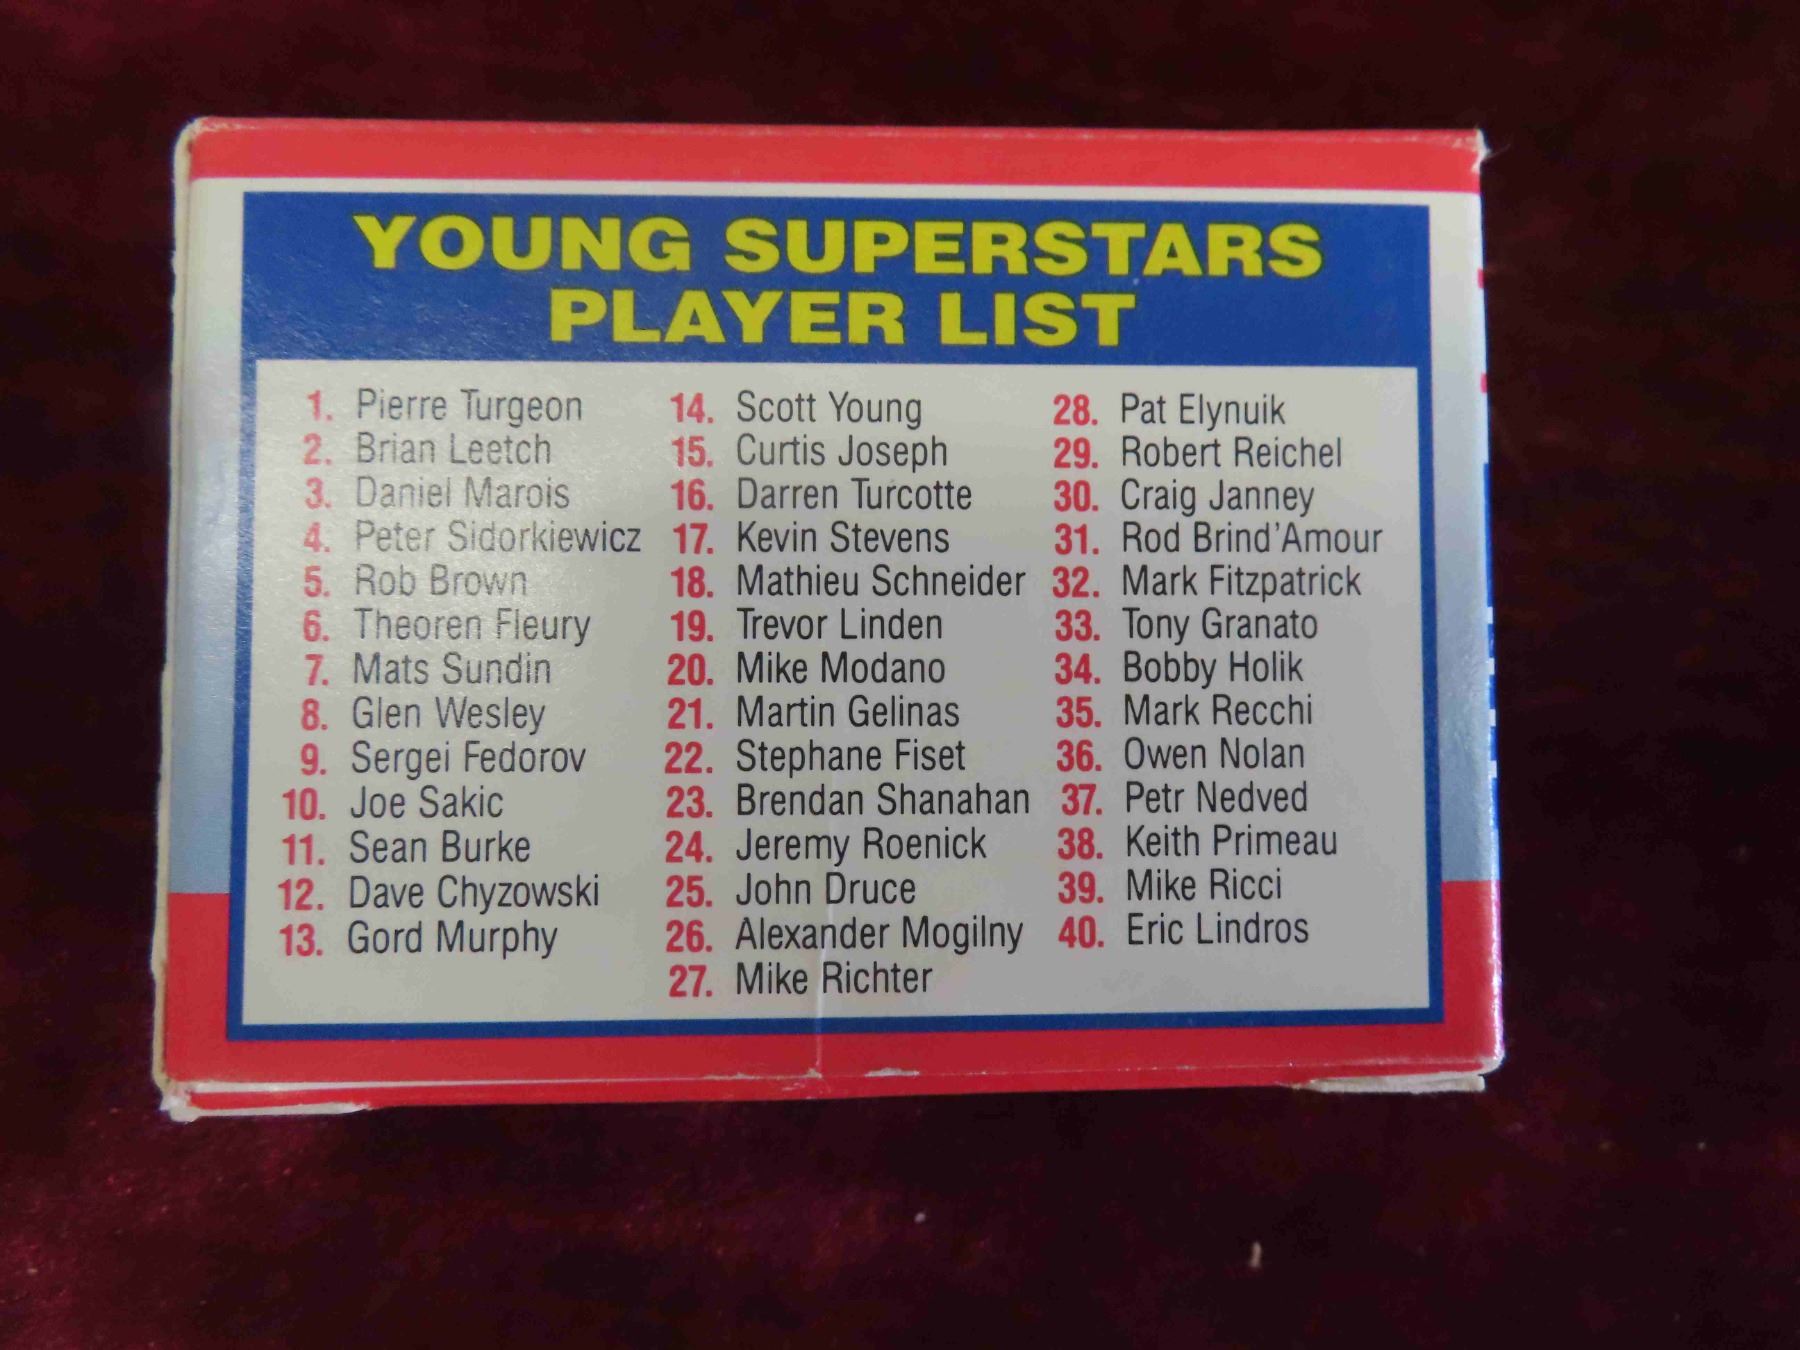 YOUNG SUPERSTARS
PLAYER LIST
1. Pierre Turgeon
2. Brian Leetch
3. Daniel Marois
4. Peter Sidorkiewicz
5. Rob Brown
6. Theoren Fleury
7. Mats Sundin
8. Glen Wesley
9. Sergei Fedorov
10. Joe Sakic
11. Sean Burke
12. Dave Chyzowski
13. Gord Murphy
14. Scott Young
15. Curtis Joseph
16. Darren Turcotte
17. Kevin Stevens
18. Mathieu Schneider
19. Trevor Linden
20. Mike Modano
21. Martin Gelinas
22. Stephane Fiset
23. Brendan Shanahan
24. Jeremy Roenick
25. John Druce
26. Alexander Mogilny
27. Mike Richter
28. Pat Elynuik
29. Robert Reichel
30. Craig Janney
31. Rod Brind'Amour
32. Mark Fitzpatrick
33. Tony Granato
34. Bobby Holik
35. Mark Recchi
36. Owen Nolan
37. Petr Nedved
38. Keith Primeau
39. Mike Ricci
40. Eric Lindros